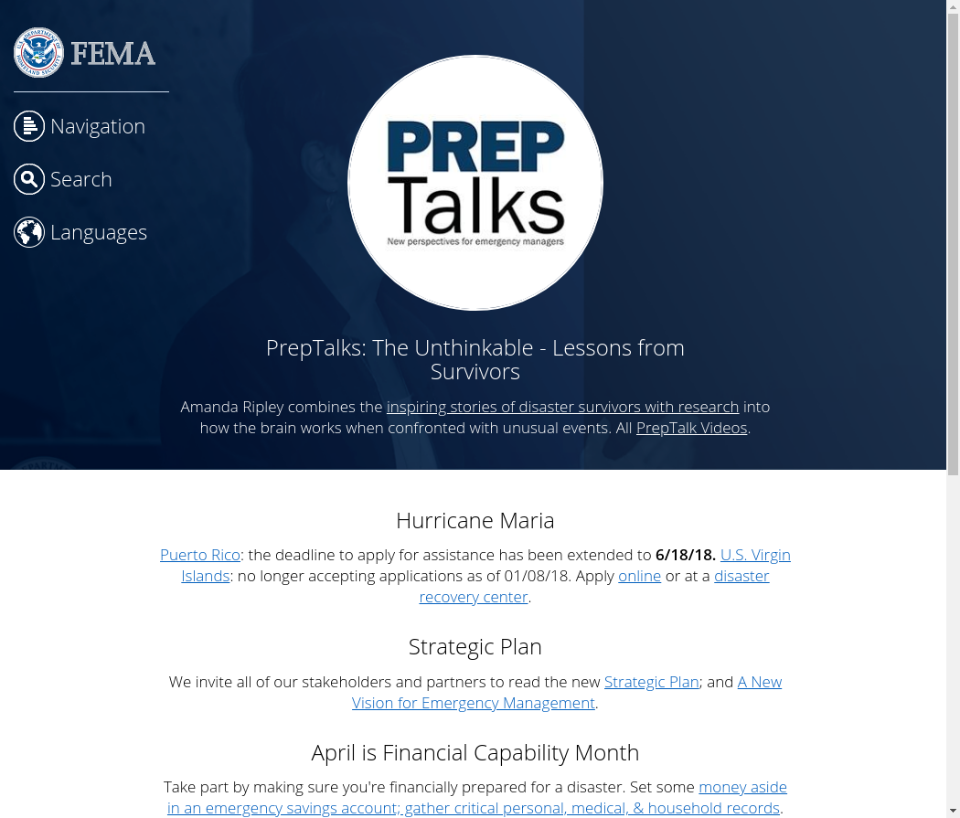 FEMA
Navigation
Search
Languages
PREP
Talks
New perspectives for emergency managers
PrepTalks: The Unthinkable - Lessons from
Survivors
Amanda Ripley combines the inspiring stories of disaster survivors with research into
how the brain works when confronted with unusual events. All PrepTalk Videos.
Hurricane Maria
Puerto Rico: the deadline to apply for assistance has been extended to 6/18/18. U.S. Virgin
Islands: no longer accepting applications as of 01/08/18. Apply online or at a disaster
recovery center.
Strategic Plan
We invite all of our stakeholders and partners to read the new Strategic Plan; and A New
Vision for Emergency Management.
April is Financial Capability Month
Take part by making sure you're financially prepared for a disaster. Set some money aside
in an emergency savings account; gather critical personal, medical, & household records.